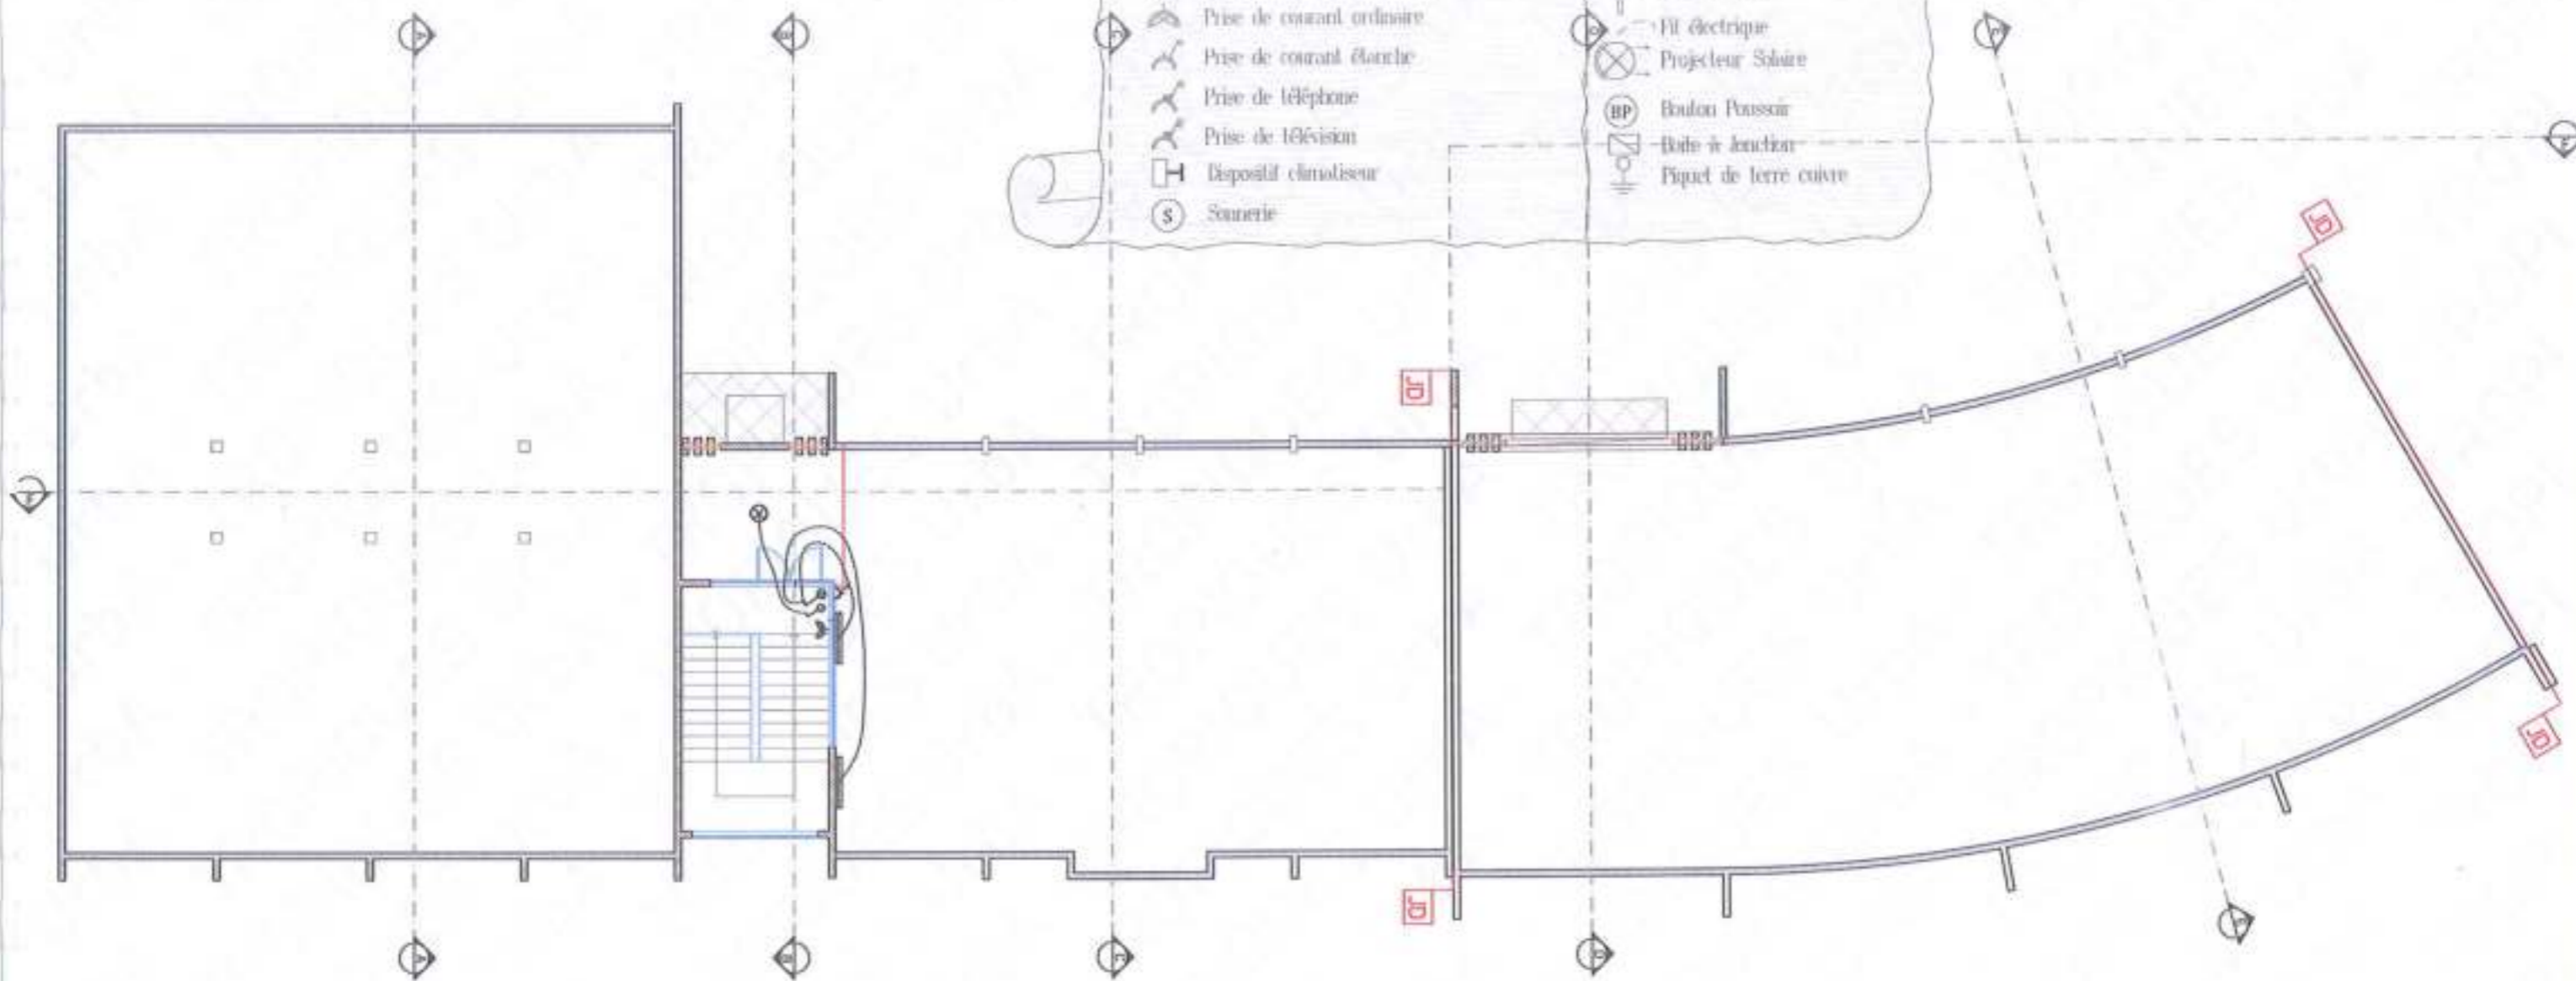 Prise de courant ordinaire
Prise de courant étanche
Prise de téléphone
Prise de télévision
Dispositif climatiseur
S Sonnerie
Fil électrique
Projecteur Solaire
BP Bouton Poussoir
Boite à Jonction
Piquet de terre cuivre
A
B
C
D
JD
JD
JD
JD
A
B
C
D